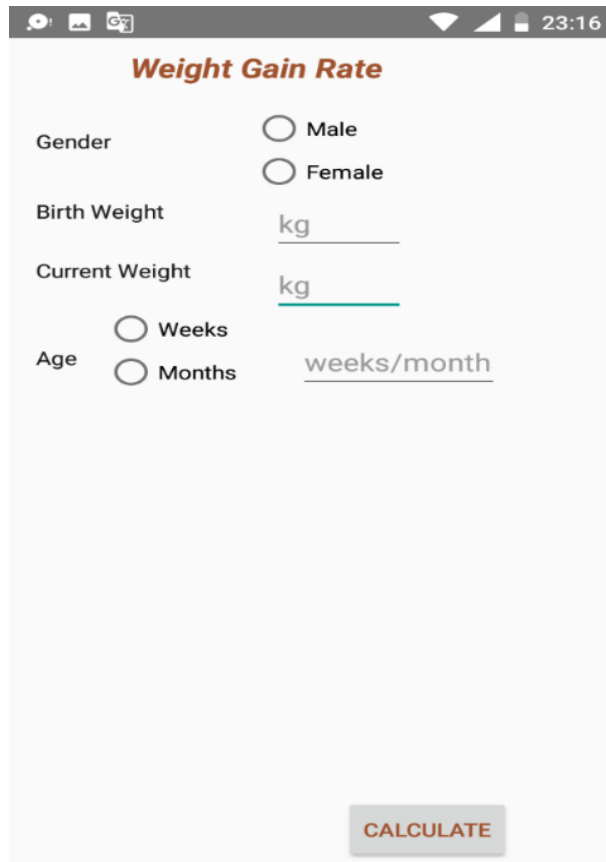 23:16
Weight Gain Rate
Gender
Male
Female
Birth Weight
kg
Current Weight
kg
Age
Weeks
Months
weeks/month
CALCULATE